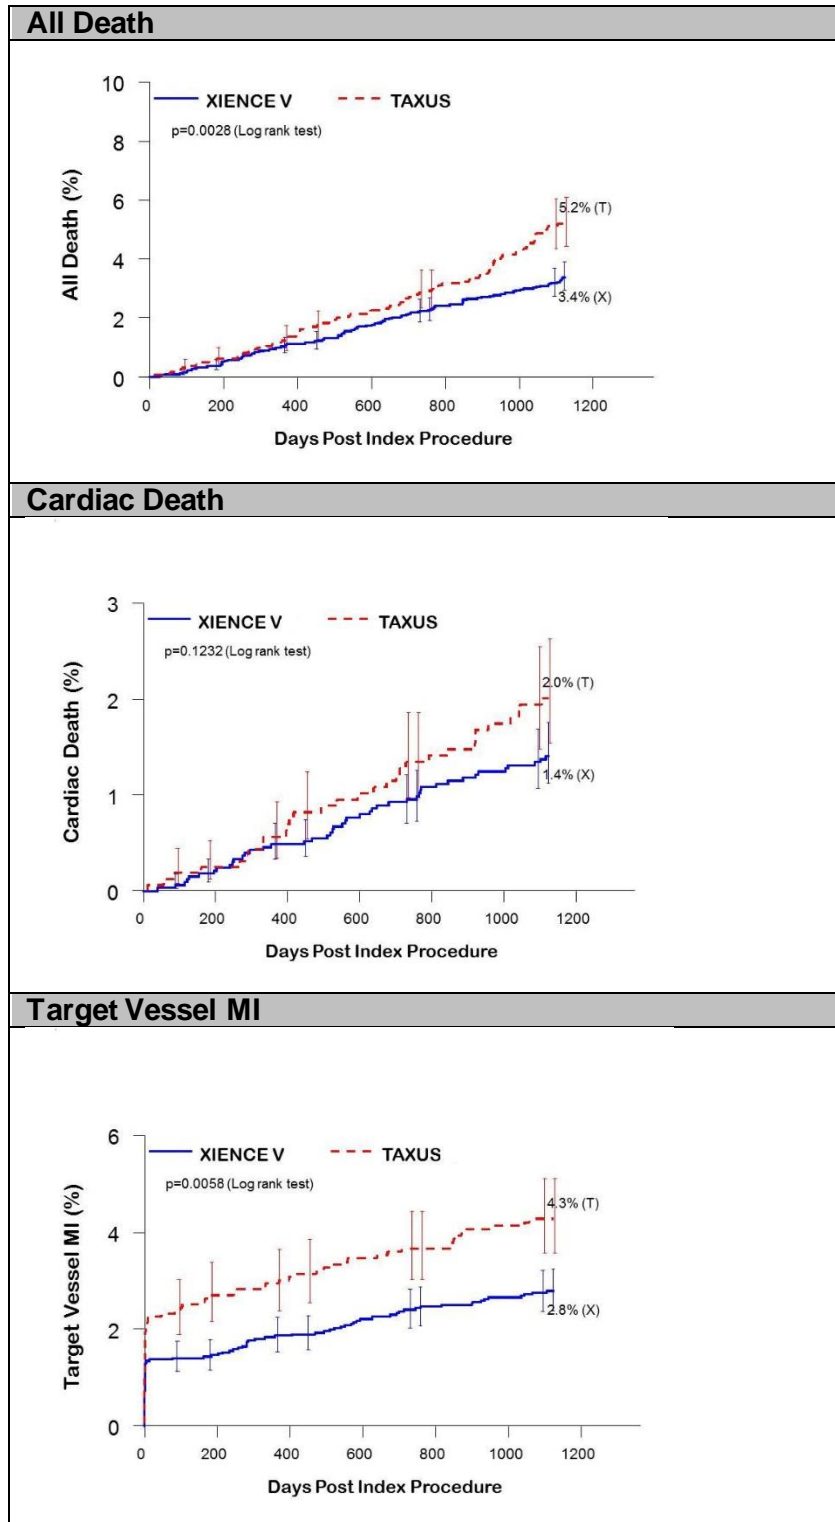 All Death
10
XIENCE V TAXUS
p=0.0028 (Log rank test)
8
6
5.2% (T)
4
3.4% (X)
2
0
All Death (%)
0 200 400 600 800 1000 1200
Days Post Index Procedure
Cardiac Death
3
XIENCE V TAXUS
p=0.1232 (Log rank test)
2
2.0% (T)
1.4% (X)
1
0
Cardiac Death (%)
0 200 400 600 800 1000 1200
Days Post Index Procedure
Target Vessel MI
6
XIENCE V TAXUS
p=0.0058 (Log rank test)
4.3% (T)
4
2.8% (X)
2
0
Target Vessel MI (%)
0 200 400 600 800 1000 1200
Days Post Index Procedure